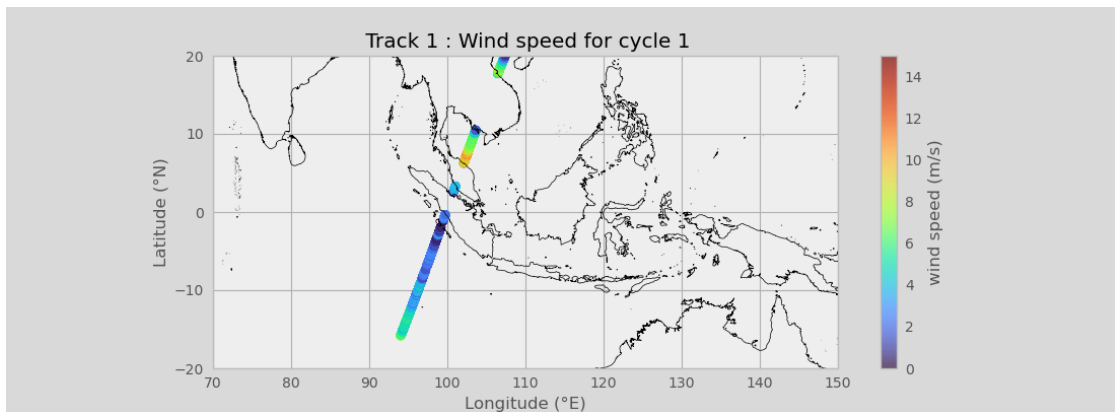 Track 1 : Wind speed for cycle 1
20
10
0
−10
−20
Latitude (°N)
70 80 90 100 110 120 130 140 150
Longitude (°E)
14
12
10
8
6
4
2
0
wind speed (m/s)